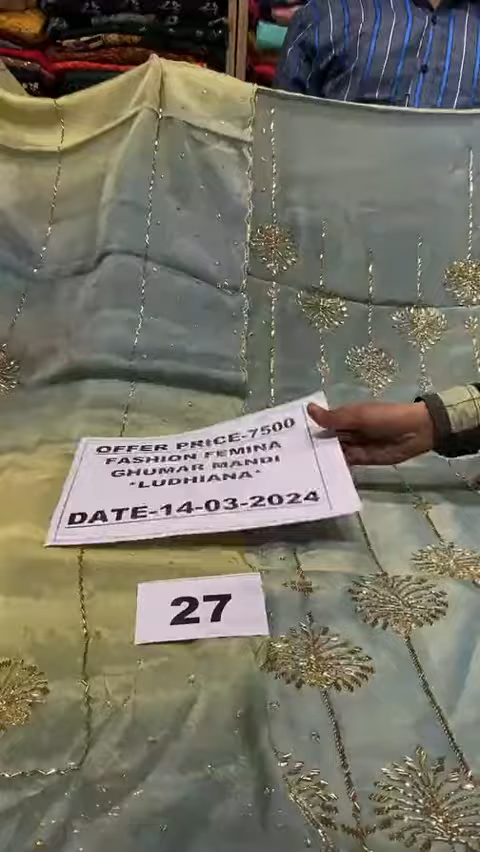 OFFER PRICE-7500
FASHION FEMINA
GHUMAR MANDI
"LUDHIANA"
DATE-14-03-2024
27